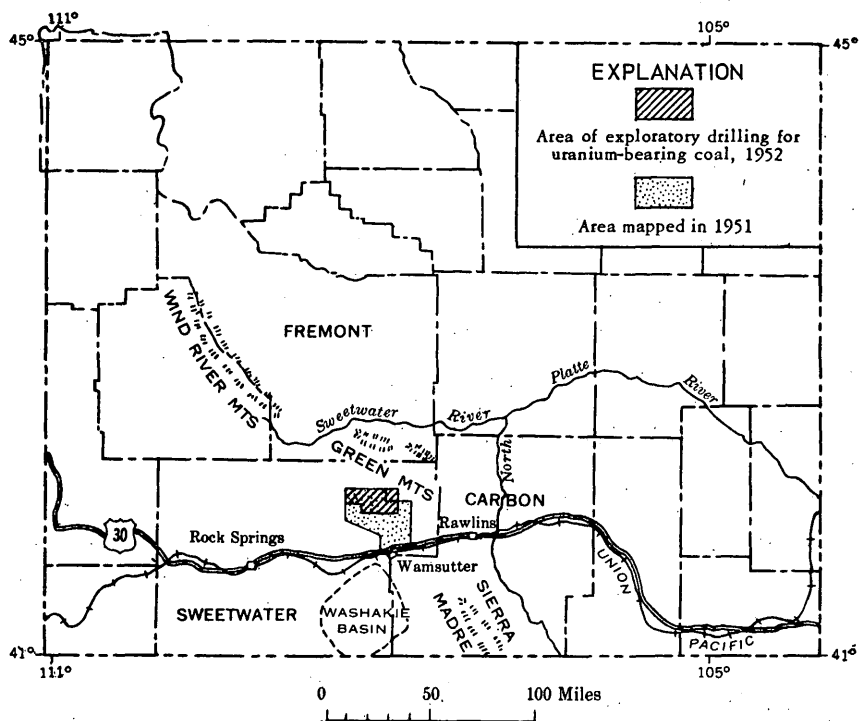 111°
105°
45°
45°
EXPLANATION
Area of exploratory drilling for
uranium-bearing coal, 1952
Area mapped in 1951
WIND RIVER MTS
FREMONT
Sweetwater River
Platte River
GREEN MTS
North
CARBON
30
Rock Springs
Rawlins
Wamsutter
UNION
PACIFIC
SWEETWATER
WASHAKIE
BASIN
SIERRA
MADRE
41°
41°
111°
105°
0 50 100 Miles